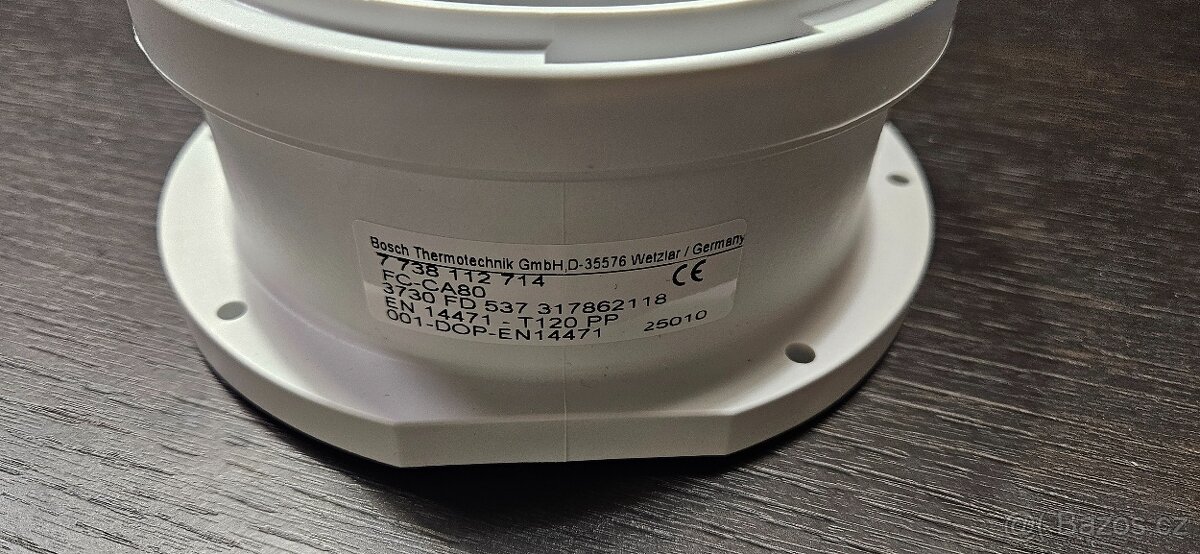 Bosch Thermotechnik GmbH,D-35576 Wetzlar / Germany
7 738 112 714
CE
FC-CA80
3730 FD 537 317862118
EN 14471 - T120 PP
001-DOP-EN14471 25010
@ Bazos.cz